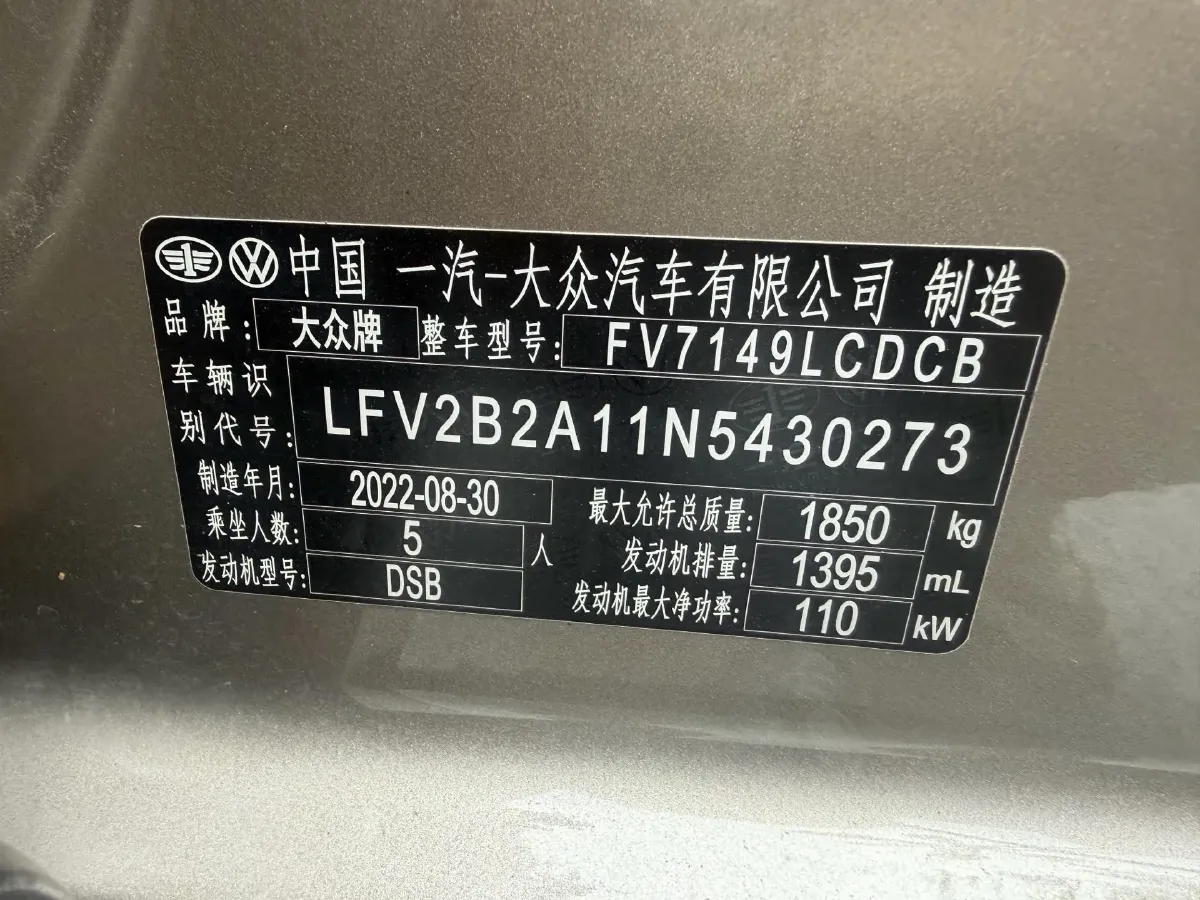 中国 一汽-大众汽车有限公司 制造
品牌: 大众牌 整车型号: FV7149LCDCB
车辆识别代号: LFV2B2A11N5430273
制造年月: 2022-08-30 最大允许总质量: 1850 kg
乘坐人数: 5 人 发动机排量: 1395 mL
发动机型号: DSB 发动机最大净功率: 110 kW